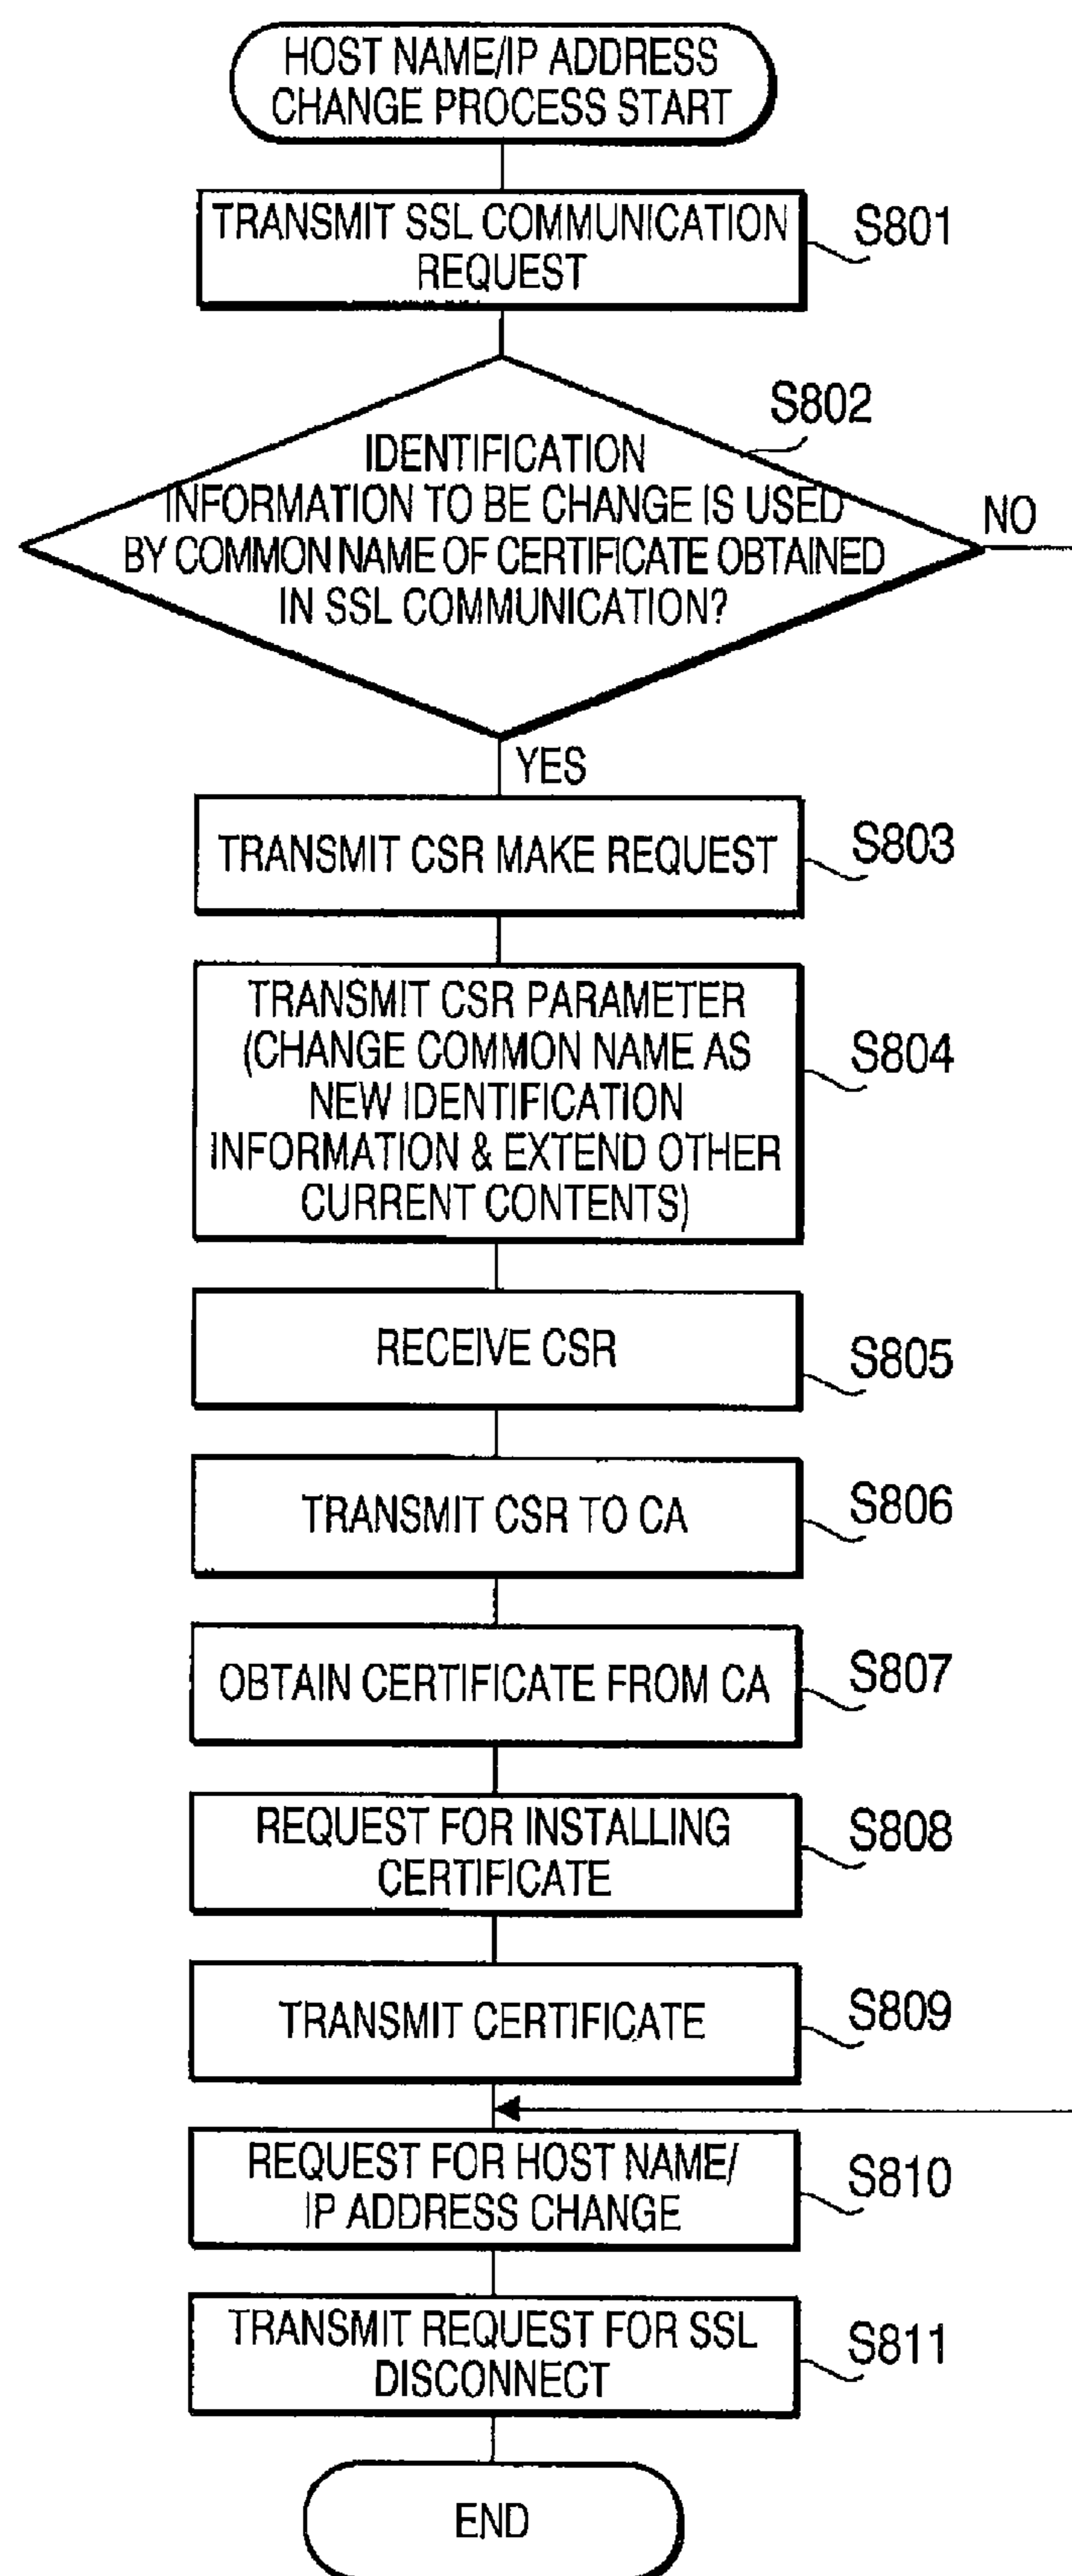 HOST NAME/IP ADDRESS
CHANGE PROCESS START
TRANSMIT SSL COMMUNICATION
REQUEST
S801
S802
IDENTIFICATION
INFORMATION TO BE CHANGE IS USED
BY COMMON NAME OF CERTIFICATE OBTAINED
IN SSL COMMUNICATION?
NO
YES
TRANSMIT CSR MAKE REQUEST
S803
TRANSMIT CSR PARAMETER
(CHANGE COMMON NAME AS
NEW IDENTIFICATION
INFORMATION & EXTEND OTHER
CURRENT CONTENTS)
S804
RECEIVE CSR
S805
TRANSMIT CSR TO CA
S806
OBTAIN CERTIFICATE FROM CA
S807
REQUEST FOR INSTALLING
CERTIFICATE
S808
TRANSMIT CERTIFICATE
S809
REQUEST FOR HOST NAME/
IP ADDRESS CHANGE
S810
TRANSMIT REQUEST FOR SSL
DISCONNECT
S811
END